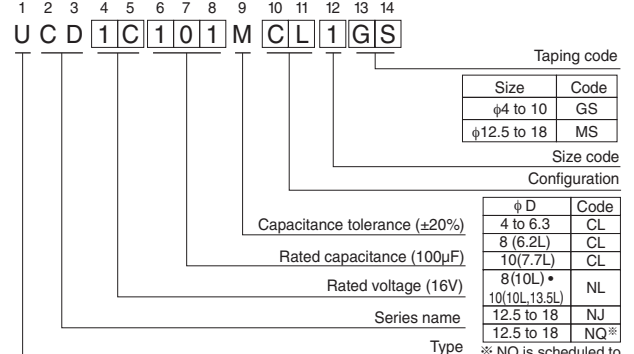 1 2 3 4 5 6 7 8 9 10 11 12 13 14
U C D 1 C 1 0 1 M C L 1 G S
Taping code
Size Code
ϕ4 to 10 GS
ϕ12.5 to 18 MS
Size code
Configuration
ϕ D Code
4 to 6.3 CL
8 (6.2L) CL
10(7.7L) CL
8(10L) •
10(10L,13.5L) NL
12.5 to 18 NJ
12.5 to 18 NQ※
Capacitance tolerance (±20%)
Rated capacitance (100µF)
Rated voltage (16V)
Series name
Type
※ NQ is scheduled to